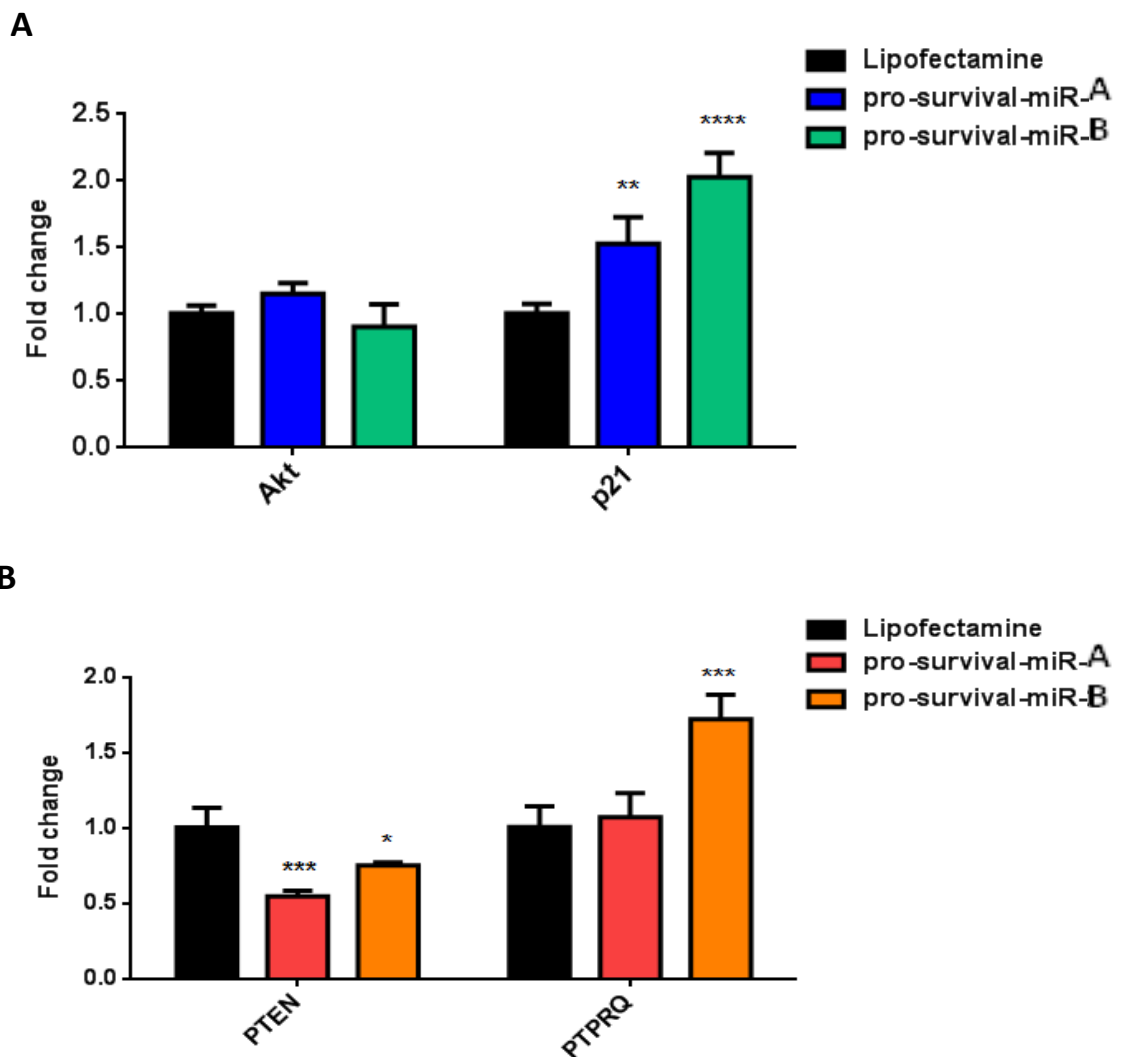 A
Lipofectamine
pro-survival-miR-A
pro-survival-miR-B
****
**
2.5
2.0
1.5
1.0
0.5
0.0
Fold change
Akt
p21
B
Lipofectamine
pro-survival-miR-A
pro-survival-miR-B
***
*
***
2.0
1.5
1.0
0.5
0.0
Fold change
PTEN
PTPRQ